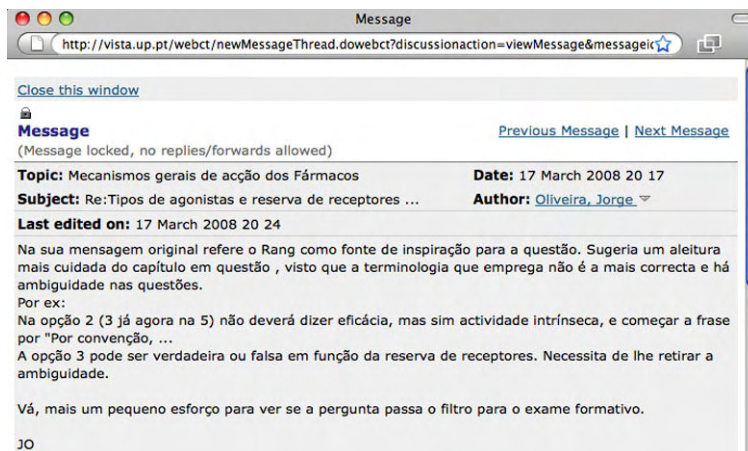 Message
http://vista.up.pt/webct/newMessageThread.dowebct?discussionaction=viewMessage&messageic
Close this window
Message
Previous Message | Next Message
(Message locked, no replies/forwards allowed)
Topic: Mecanismos gerais de acção dos Fármacos
Date: 17 March 2008 20 17
Subject: Re:Tipos de agonistas e reserva de receptores ...
Author: Oliveira, Jorge
Last edited on: 17 March 2008 20 24
Na sua mensagem original refere o Rang como fonte de inspiração para a questão. Sugeria um aleitura
mais cuidada do capítulo em questão , visto que a terminologia que emprega não é a mais correcta e há
ambiguidade nas questões.
Por ex:
Na opção 2 (3 já agora na 5) não deverá dizer eficácia, mas sim actividade intrínseca, e começar a frase
por "Por convenção, ...
A opção 3 pode ser verdadeira ou falsa em função da reserva de receptores. Necessita de lhe retirar a
ambiguidade.
Vá, mais um pequeno esforço para ver se a pergunta passa o filtro para o exame formativo.
JO